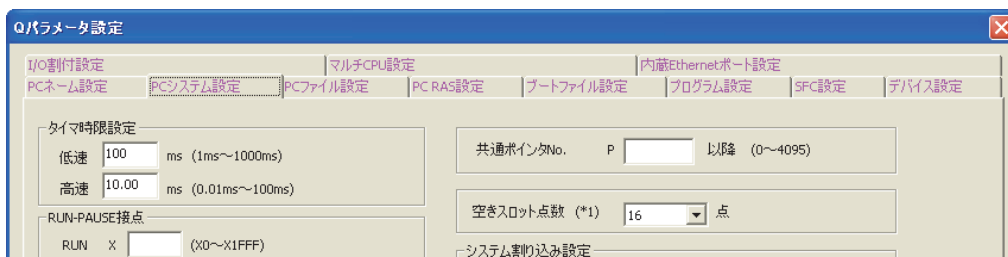 Qパラメータ設定
I/O割付設定 マルチCPU設定 内蔵Ethernetポート設定
PCネーム設定 PCシステム設定 PCファイル設定 PC RAS設定 ブートファイル設定 プログラム設定 SFC設定 デバイス設定
タイマ時限設定
低速 100 ms (1ms～1000ms)
高速 10.00 ms (0.01ms～100ms)
RUN-PAUSE接点
RUN X (X0～X1FFF)
共通ポインタNo. P 以降 (0～4095)
空きスロット点数 (*1) 16 点
システム割り込み設定